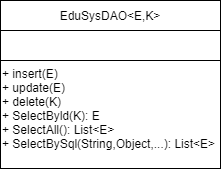 EduSysDAO<E,K>
+ insert(E)
+ update(E)
+ delete(K)
+ SelectById(K): E
+ SelectAll(): List<E>
+ SelectBySql(String,Object,...): List<E>